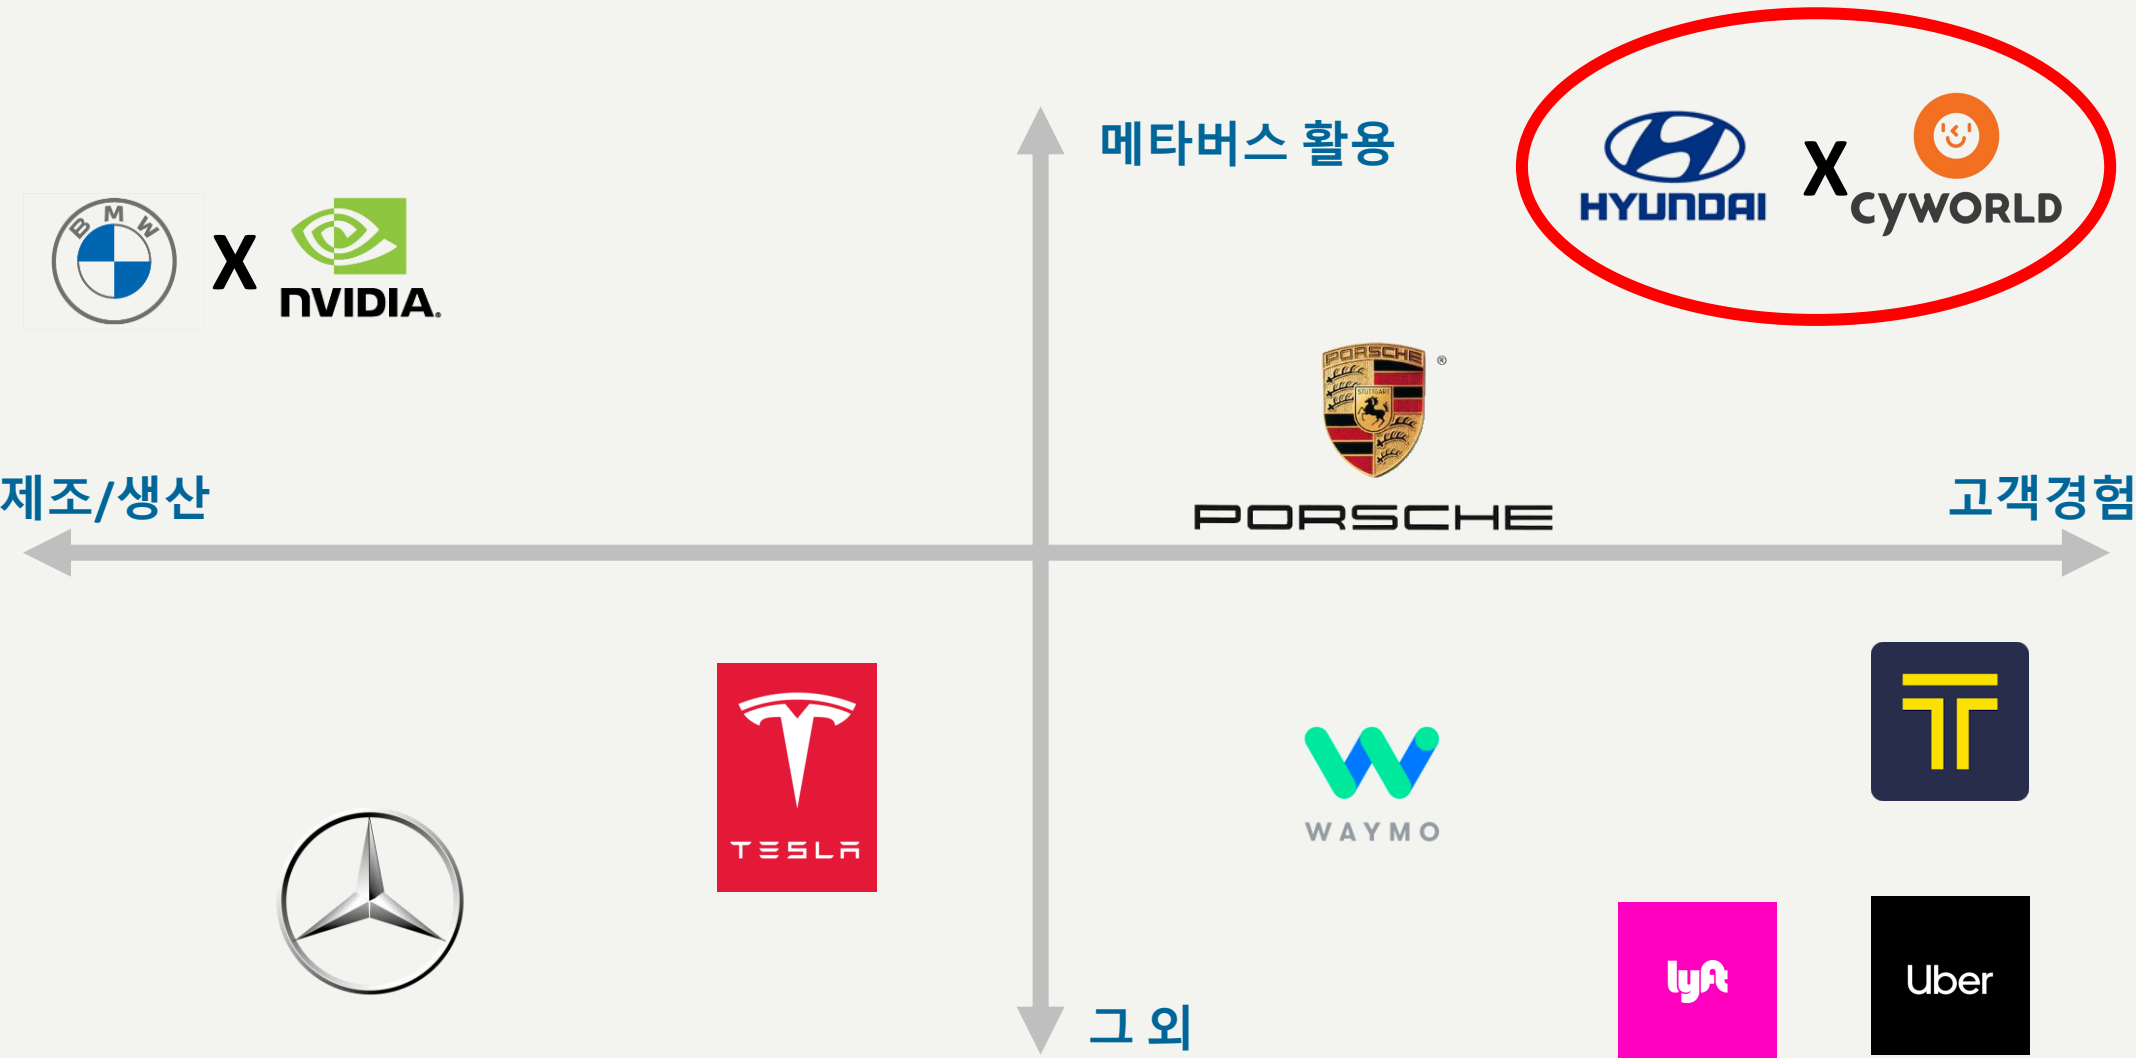 메타버스 활용
HYUNDAI
X
CYWORLD
BMW
X
NVIDIA®
PORSCHE ®
STUTTGART
PORSCHE
제조/생산
고객경험
TESLA
WAYMO
lyft
Uber
그 외